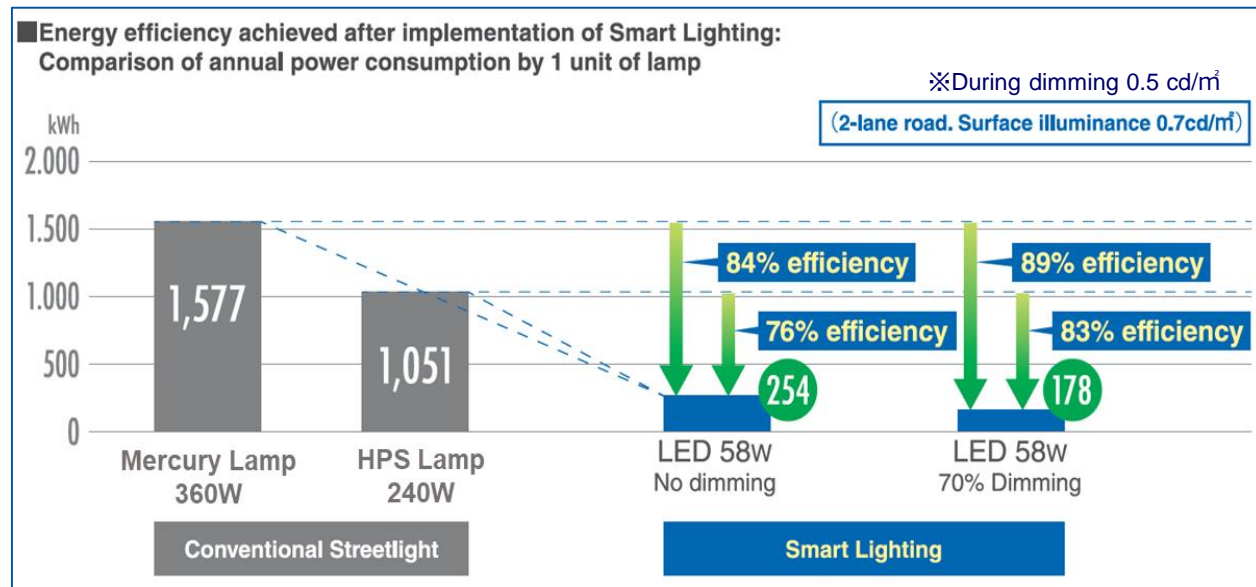 ■Energy efficiency achieved after implementation of Smart Lighting:
Comparison of annual power consumption by 1 unit of lamp
※During dimming 0.5 cd/㎡
(2-lane road. Surface illuminance 0.7cd/㎡)
kWh
2.000
1.500
1.000
500
0
1,577
1,051
84% efficiency
76% efficiency
254
89% efficiency
83% efficiency
178
Mercury Lamp
360W
HPS Lamp
240W
LED 58w
No dimming
LED 58w
70% Dimming
Conventional Streetlight
Smart Lighting